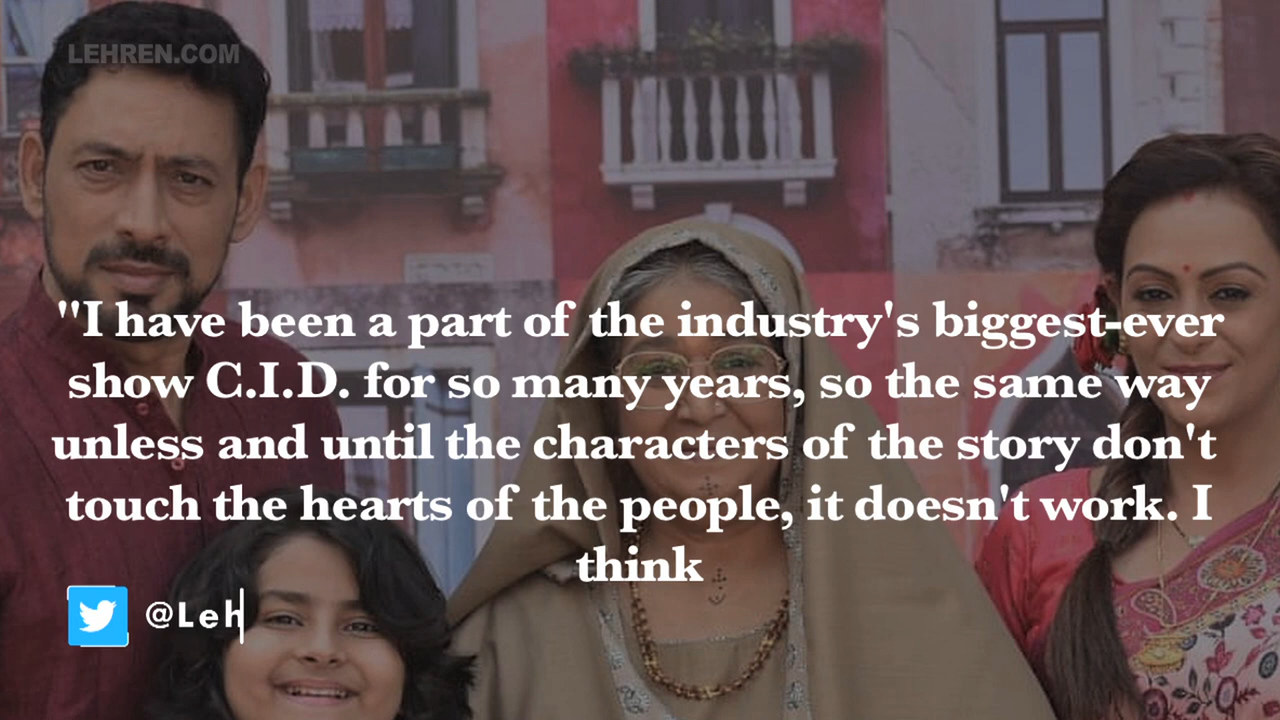 LEHREN.COM
"I have been a part of the industry's biggest-ever
show C.I.D. for so many years, so the same way
unless and until the characters of the story don't
touch the hearts of the people, it doesn't work. I
think
@Leh